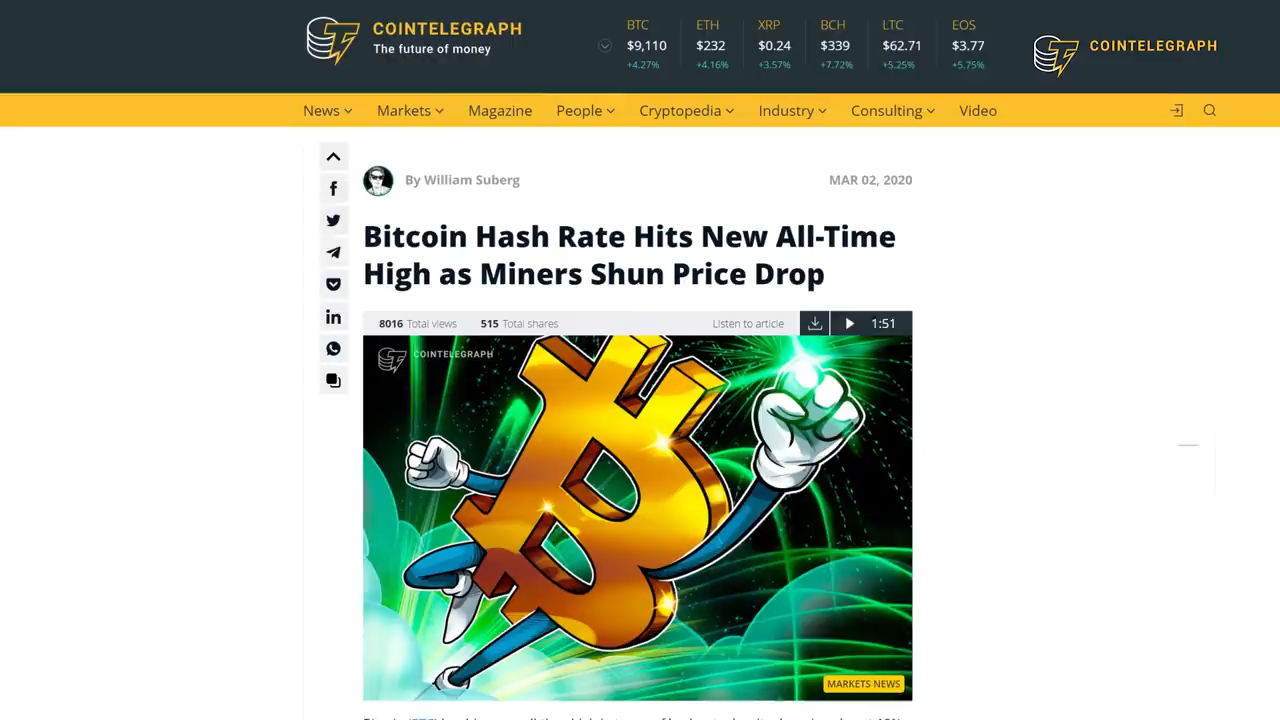 COINTELEGRAPH
The future of money
BTC ETH XRP BCH LTC EOS
$9,110 $232 $0.24 $339 $62.71 $3.77
+4.27% +4.16% +3.57% +7.72% +5.25% +5.75%
COINTELEGRAPH
News Markets Magazine People Cryptopedia Industry Consulting Video
By William Suberg MAR 02, 2020
Bitcoin Hash Rate Hits New All-Time
High as Miners Shun Price Drop
8016 Total views 515 Total shares Listen to article 1:51
COINTELEGRAPH
MARKETS NEWS